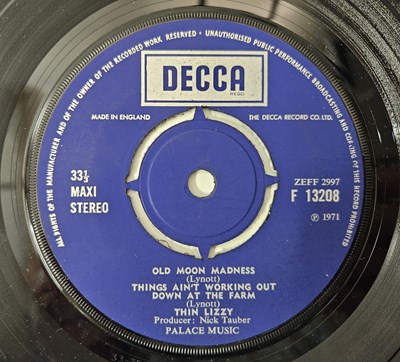 ALL RIGHTS OF THE MANUFACTURER AND OF THE OWNER OF THE RECORDED WORK RESERVED. - UNAUTHORISED PUBLIC PERFORMANCE, BROADCASTING AND COPYING OF THIS RECORD PROHIBITED
DECCA
REGD
MADE IN ENGLAND
THE DECCA RECORD CO. LTD.
33⅓
MAXI
STEREO
ZEFF 2997
F 13208
℗ 1971
OLD MOON MADNESS
(Lynott)
THINGS AIN'T WORKING OUT
DOWN AT THE FARM
(Lynott)
THIN LIZZY
Producer: Nick Tauber
PALACE MUSIC